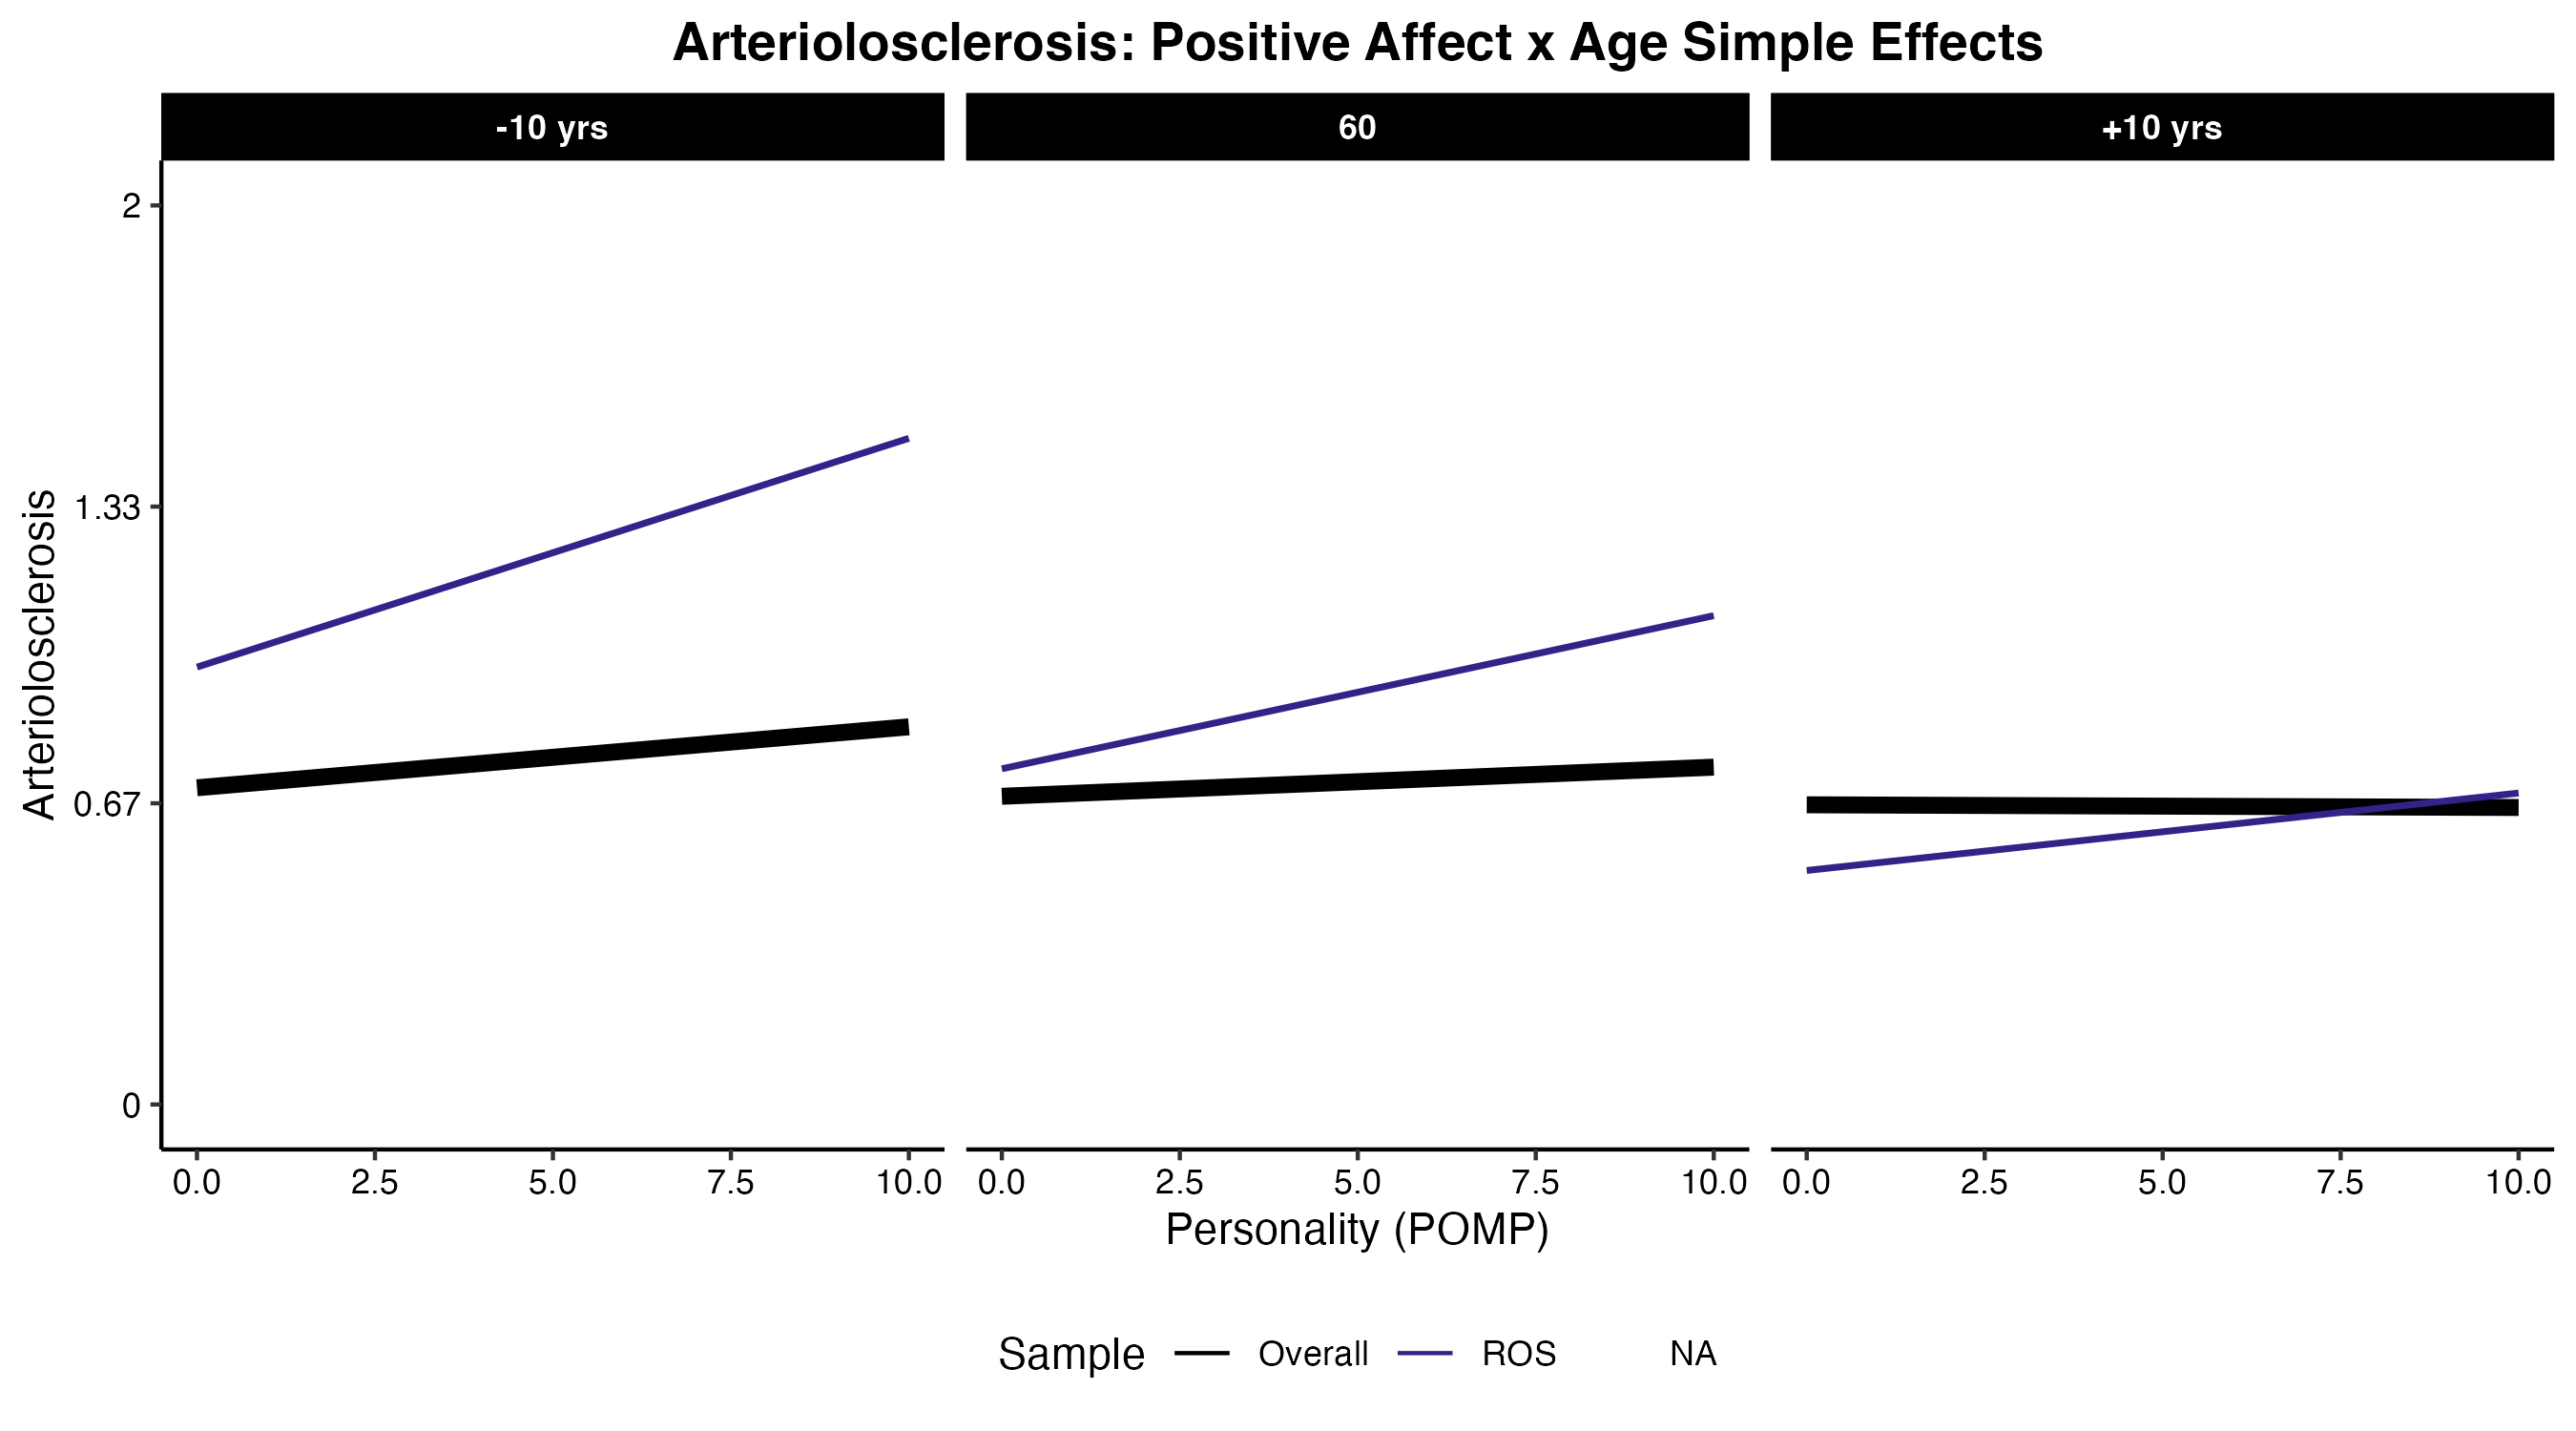 Arteriolosclerosis: Positive Affect x Age Simple Effects
-10 yrs 60 +10 yrs
2
1.33
0.67
0
Arteriolosclerosis
0.0 2.5 5.0 7.5 10.0 0.0 2.5 5.0 7.5 10.0 0.0 2.5 5.0 7.5 10.0
Personality (POMP)
Sample Overall ROS NA